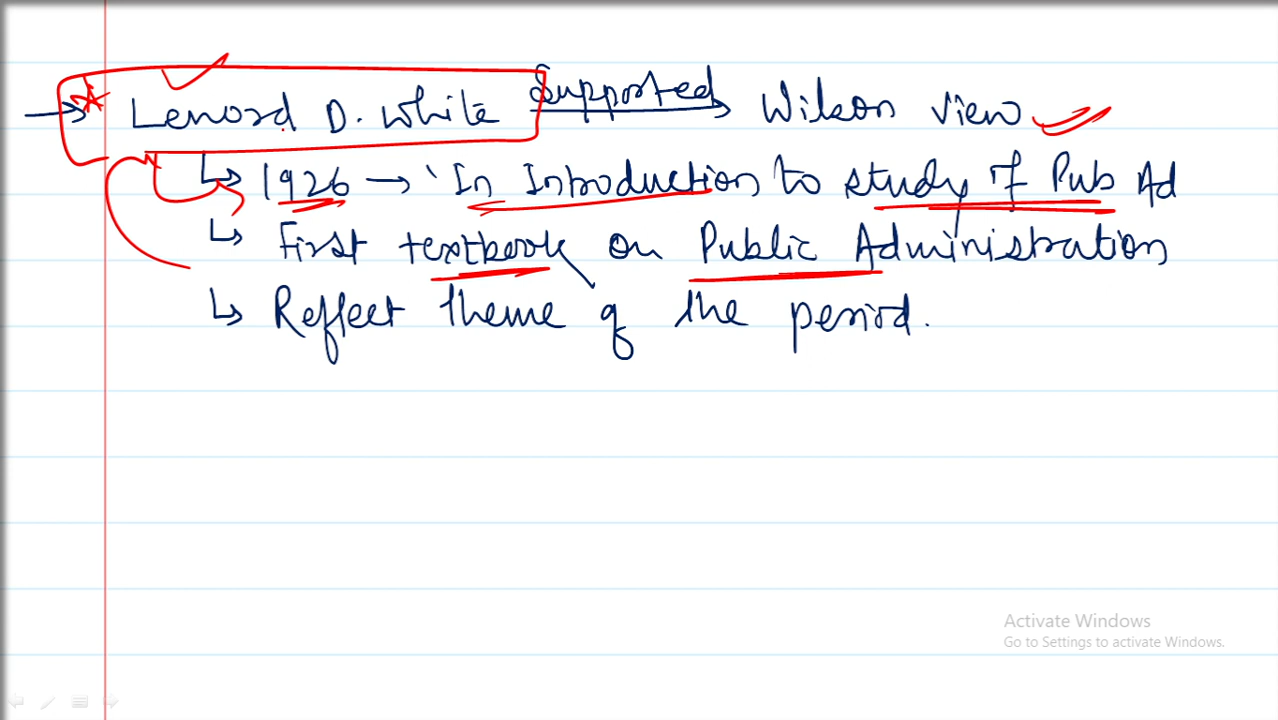 → * Lenord D. White Supported → Wilson view
↳ 1926 → 'In Introduction to study of Pub Ad
↳ First textbook on Public Administration
↳ Reflect theme of the period.
Activate Windows
Go to Settings to activate Windows.